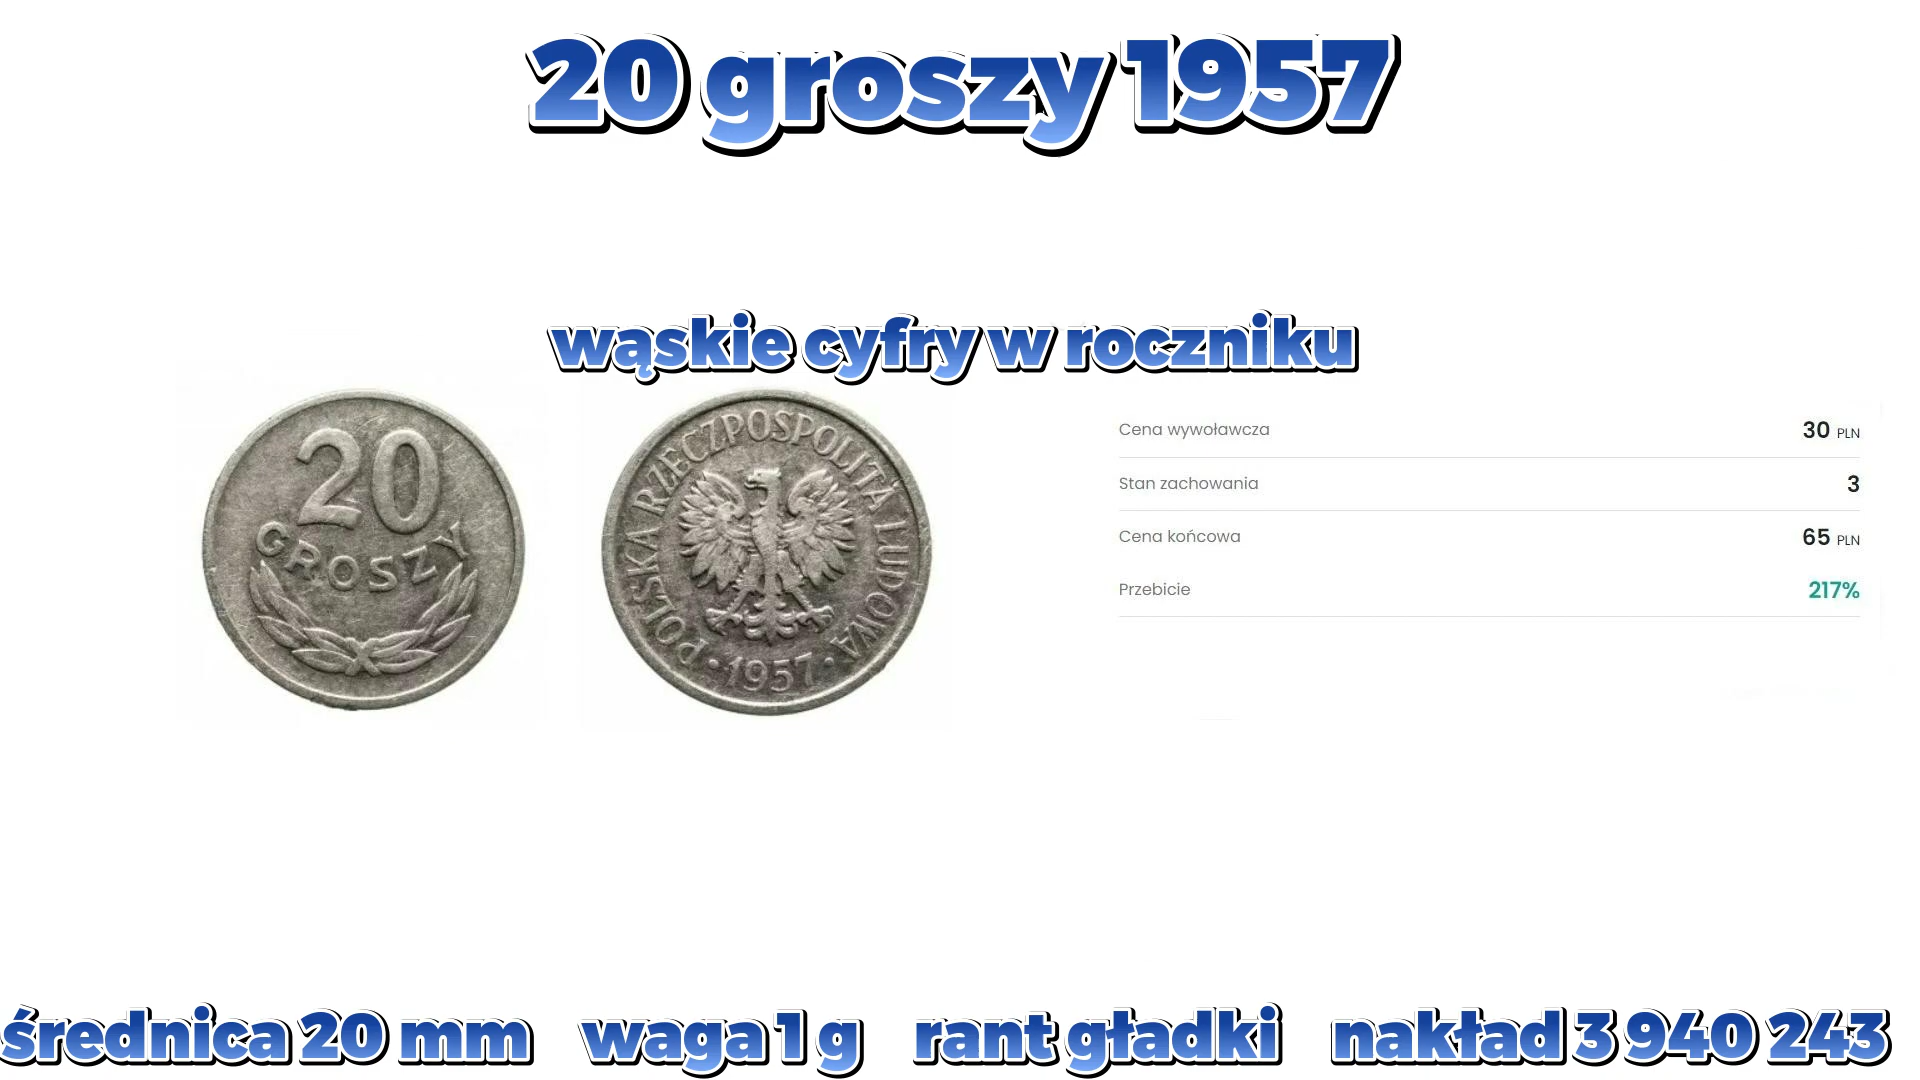 20 groszy 1957
wąskie cyfry w roczniku
20
GROSZY
POLSKA RZECZPOSPOLITA LUDOWA
· 1957 ·
Cena wywoławcza 30 PLN
Stan zachowania 3
Cena końcowa 65 PLN
Przebicie 217%
średnica 20 mm waga 1 g rant gładki nakład 3 940 243